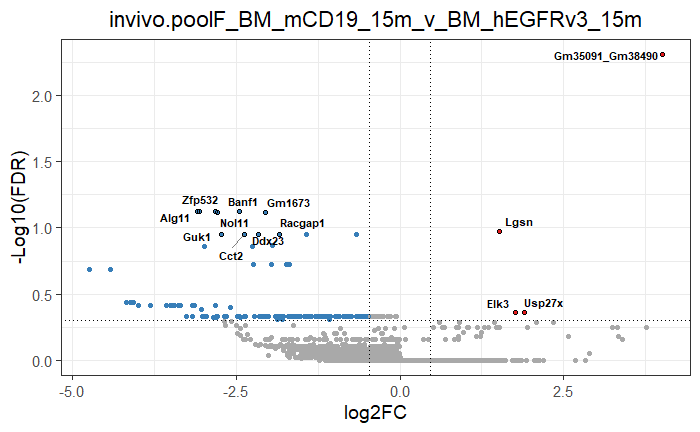 invivo.poolF_BM_mCD19_15m_v_BM_hEGFRv3_15m
-Log10(FDR)
2.0
1.5
1.0
0.5
0.0
Gm35091_Gm38490
Zfp532
Banf1
Gm1673
Alg11
Nol11
Racgap1
Lgsn
Guk1
Ddx23
Cct2
Elk3
Usp27x
-5.0
-2.5
0.0
2.5
log2FC